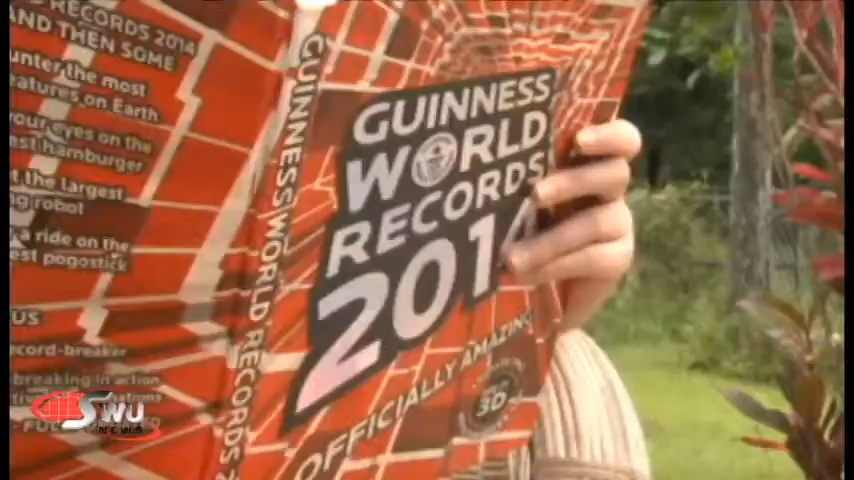 RECORDS 2014
AND THEN SOME
unter the most
eatures on Earth
your eyes on the
est hamburger
t the largest
ng robot
a ride on the
est pogostick
US
ecord-breaker
breaking in action
GUINNESS WORLD RECORDS 2
GUINNESS
WORLD
RECORDS
2014
OFFICIALLY AMAZING
3D
SWU
NEWS